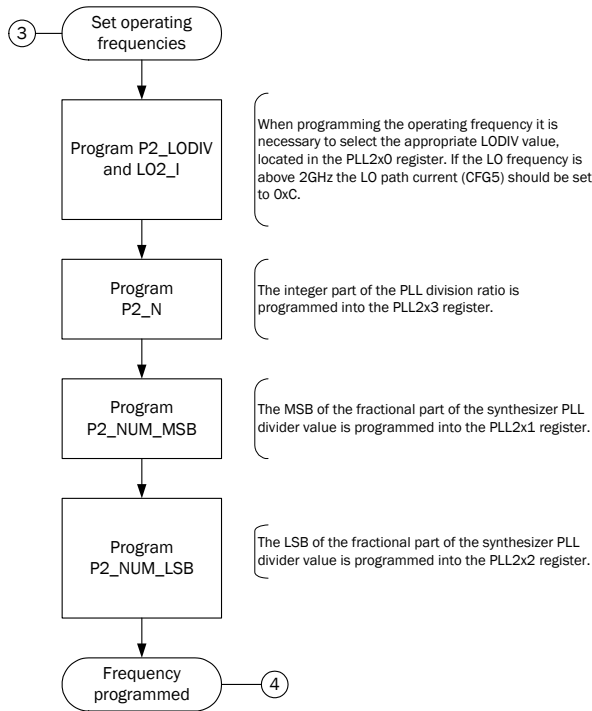 3
Set operating
frequencies
Program P2_LODIV
and LO2_I
When programming the operating frequency it is
necessary to select the appropriate LODIV value,
located in the PLL2x0 register. If the LO frequency is
above 2GHz the LO path current (CFG5) should be set
to 0xC.
Program
P2_N
The integer part of the PLL division ratio is
programmed into the PLL2x3 register.
Program
P2_NUM_MSB
The MSB of the fractional part of the synthesizer PLL
divider value is programmed into the PLL2x1 register.
Program
P2_NUM_LSB
The LSB of the fractional part of the synthesizer PLL
divider value is programmed into the PLL2x2 register.
Frequency
programmed
4